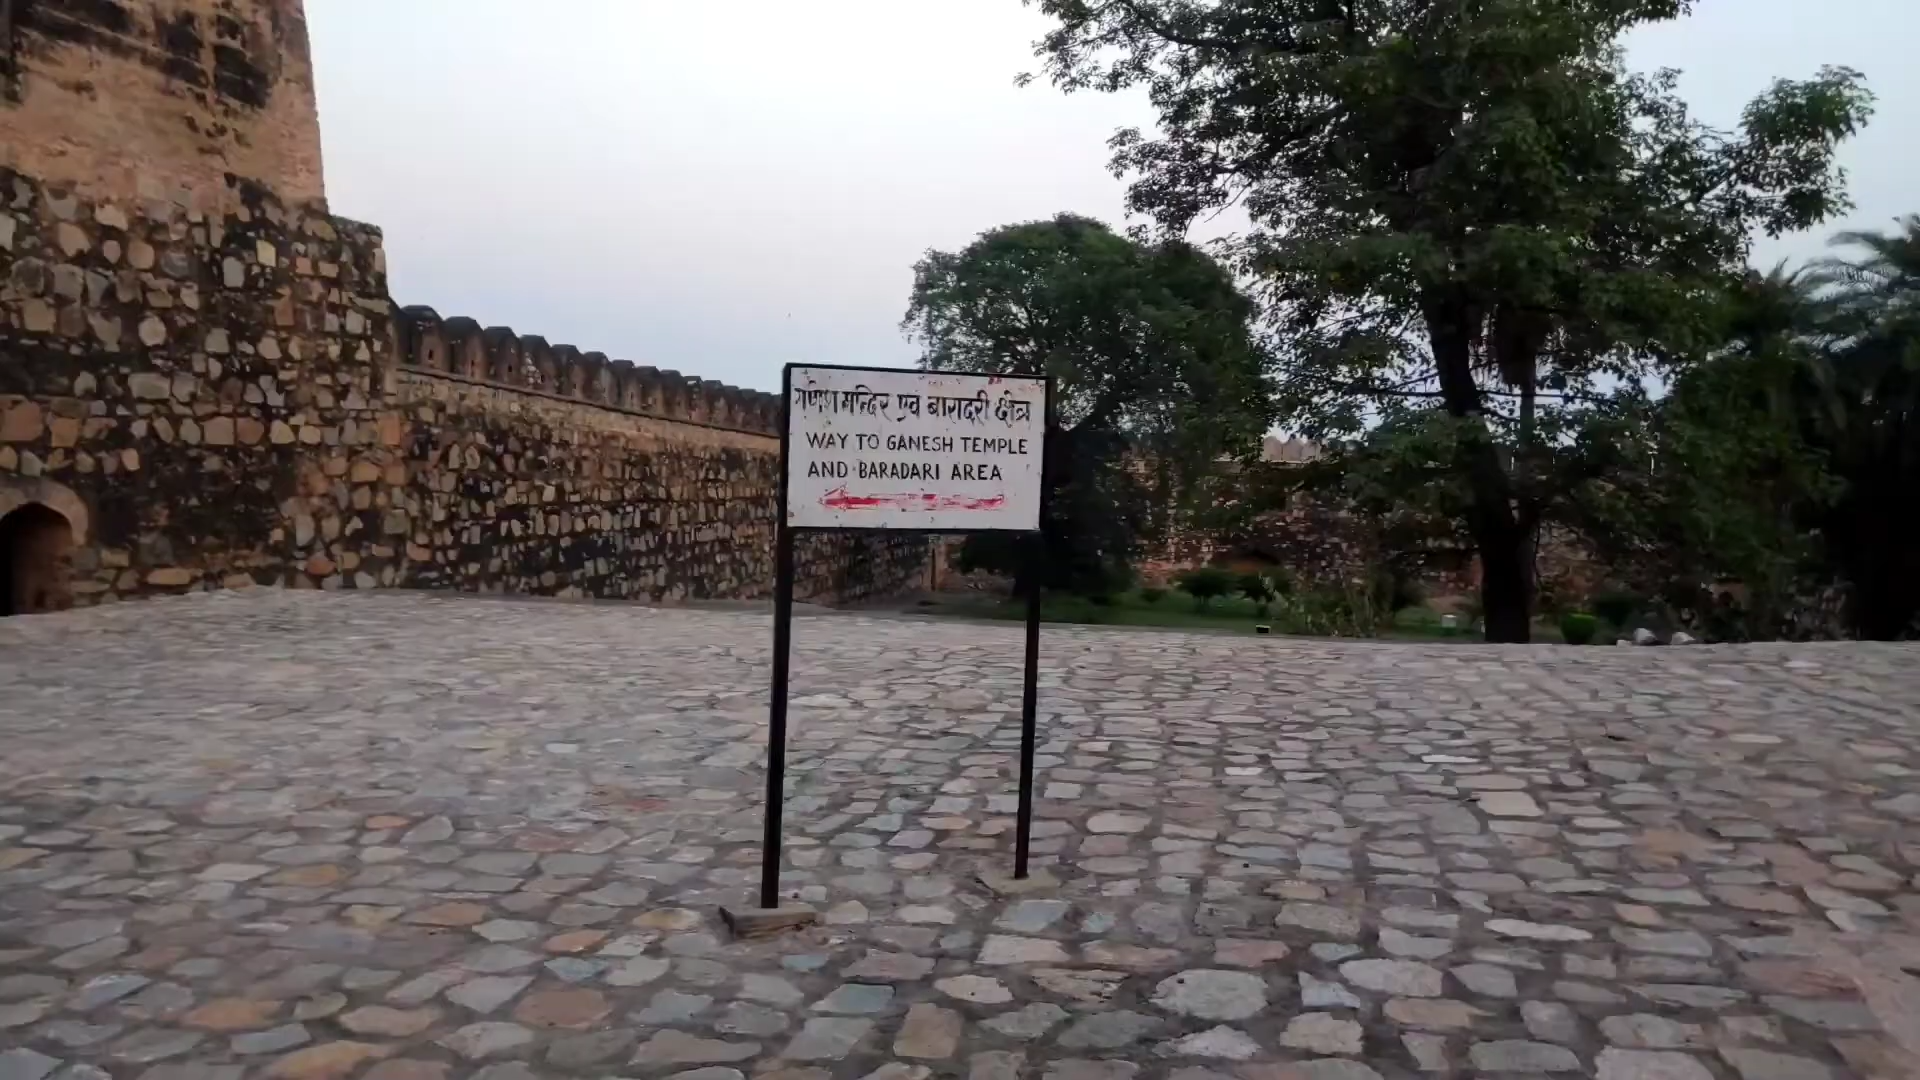 गणेश मन्दिर एवं बारादरी क्षेत्र
WAY TO GANESH TEMPLE
AND BARADARI AREA